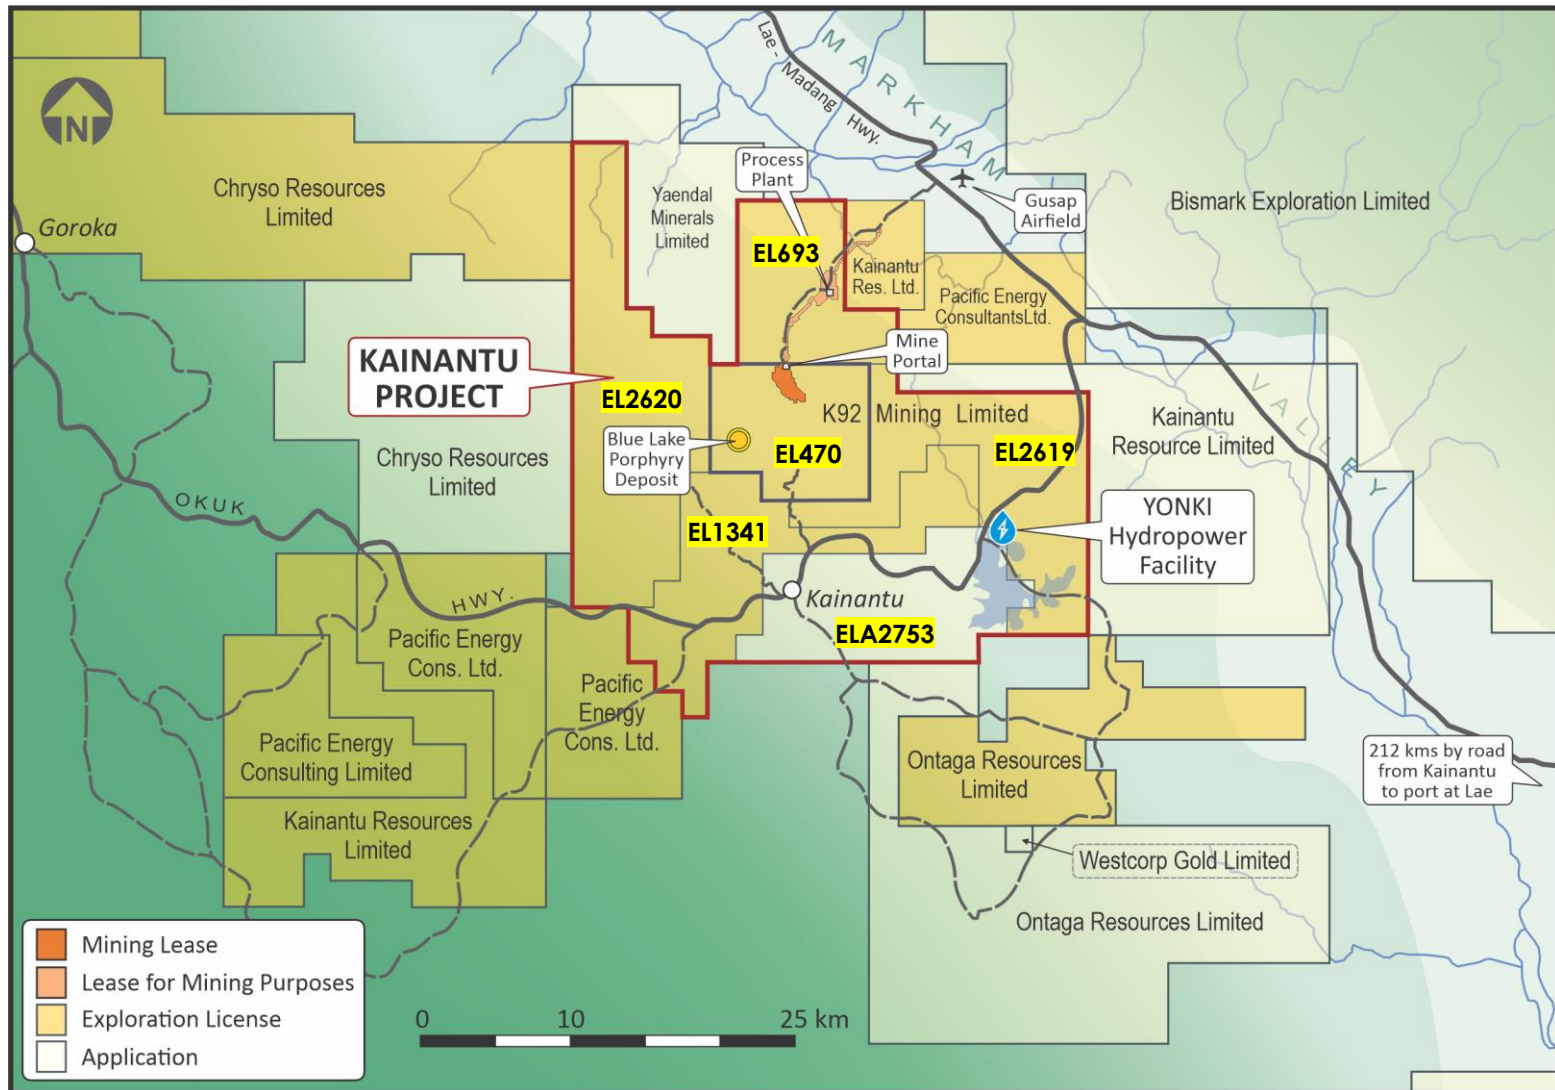 MARKHAM
Lae - Madang Hwy.
N
Process
Plant
Chryso Resources
Limited
Yaendal
Minerals
Limited
Gusap
Airfield
Bismark Exploration Limited
Goroka
EL693
Kainantu
Res. Ltd.
Pacific Energy
ConsultantsLtd.
Mine
Portal
KAINANTU
PROJECT
EL2620
K92 Mining Limited
Kainantu
Resource Limited
VALLEY
Blue Lake
Porphyry
Deposit
EL470
EL2619
Chryso Resources
Limited
OKUK
HWY.
EL1341
YONKI
Hydropower
Facility
Kainantu
ELA2753
Pacific Energy
Cons. Ltd.
Pacific
Energy
Cons. Ltd.
Pacific Energy
Consulting Limited
Ontaga Resources
Limited
212 kms by road
from Kainantu
to port at Lae
Kainantu Resources
Limited
Westcorp Gold Limited
Ontaga Resources Limited
Mining Lease
Lease for Mining Purposes
Exploration License
Application
0 10 25 km